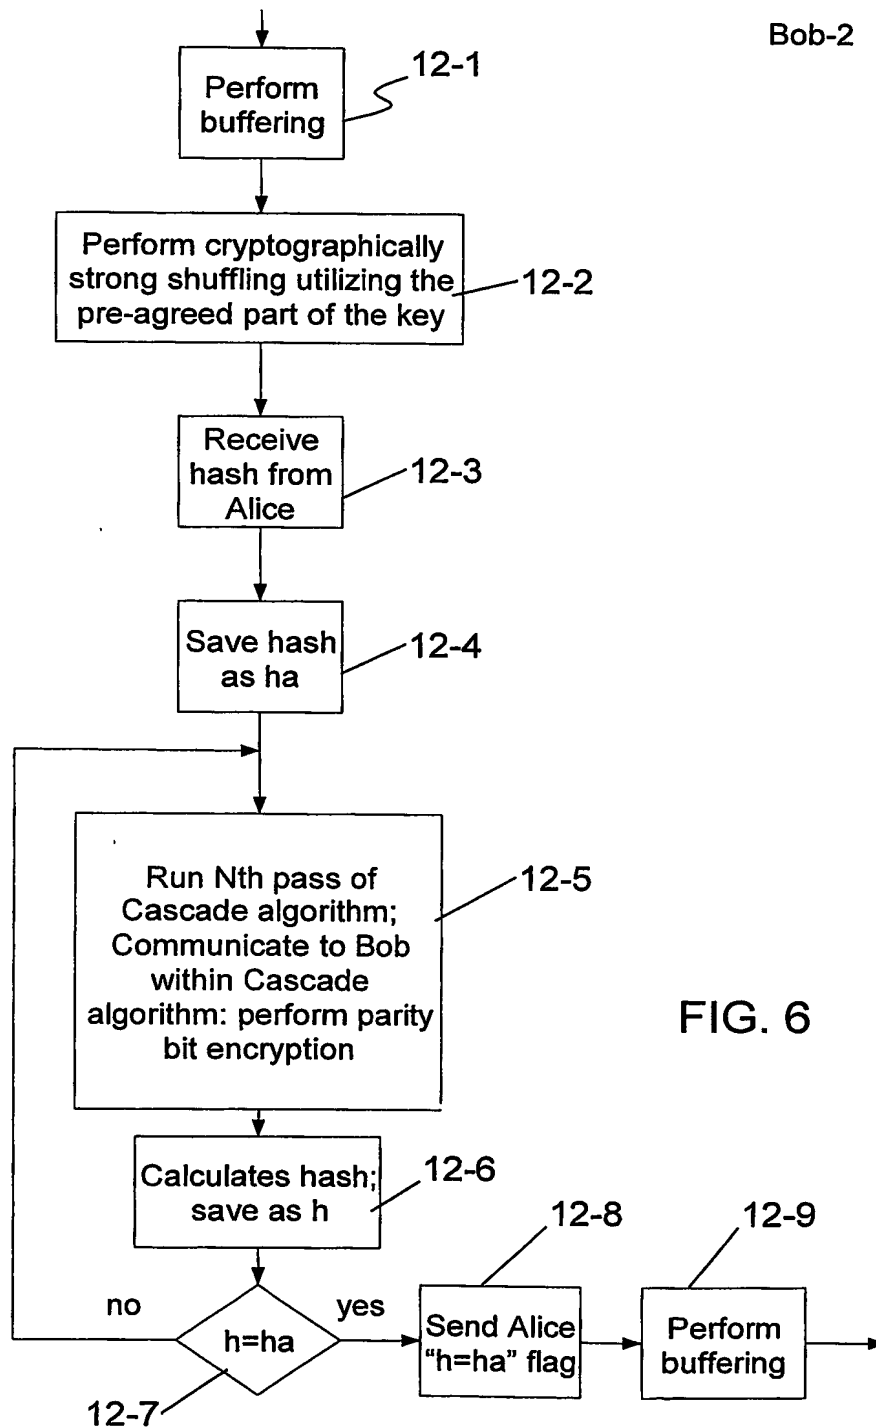 Bob-2
Perform
buffering
12-1
Perform cryptographically
strong shuffling utilizing the
pre-agreed part of the key
12-2
Receive
hash from
Alice
12-3
Save hash
as ha
12-4
Run Nth pass of
Cascade algorithm;
Communicate to Bob
within Cascade
algorithm: perform parity
bit encryption
12-5
FIG. 6
Calculates hash;
save as h
12-6
no
h=ha
yes
12-7
Send Alice
“h=ha” flag
12-8
Perform
buffering
12-9